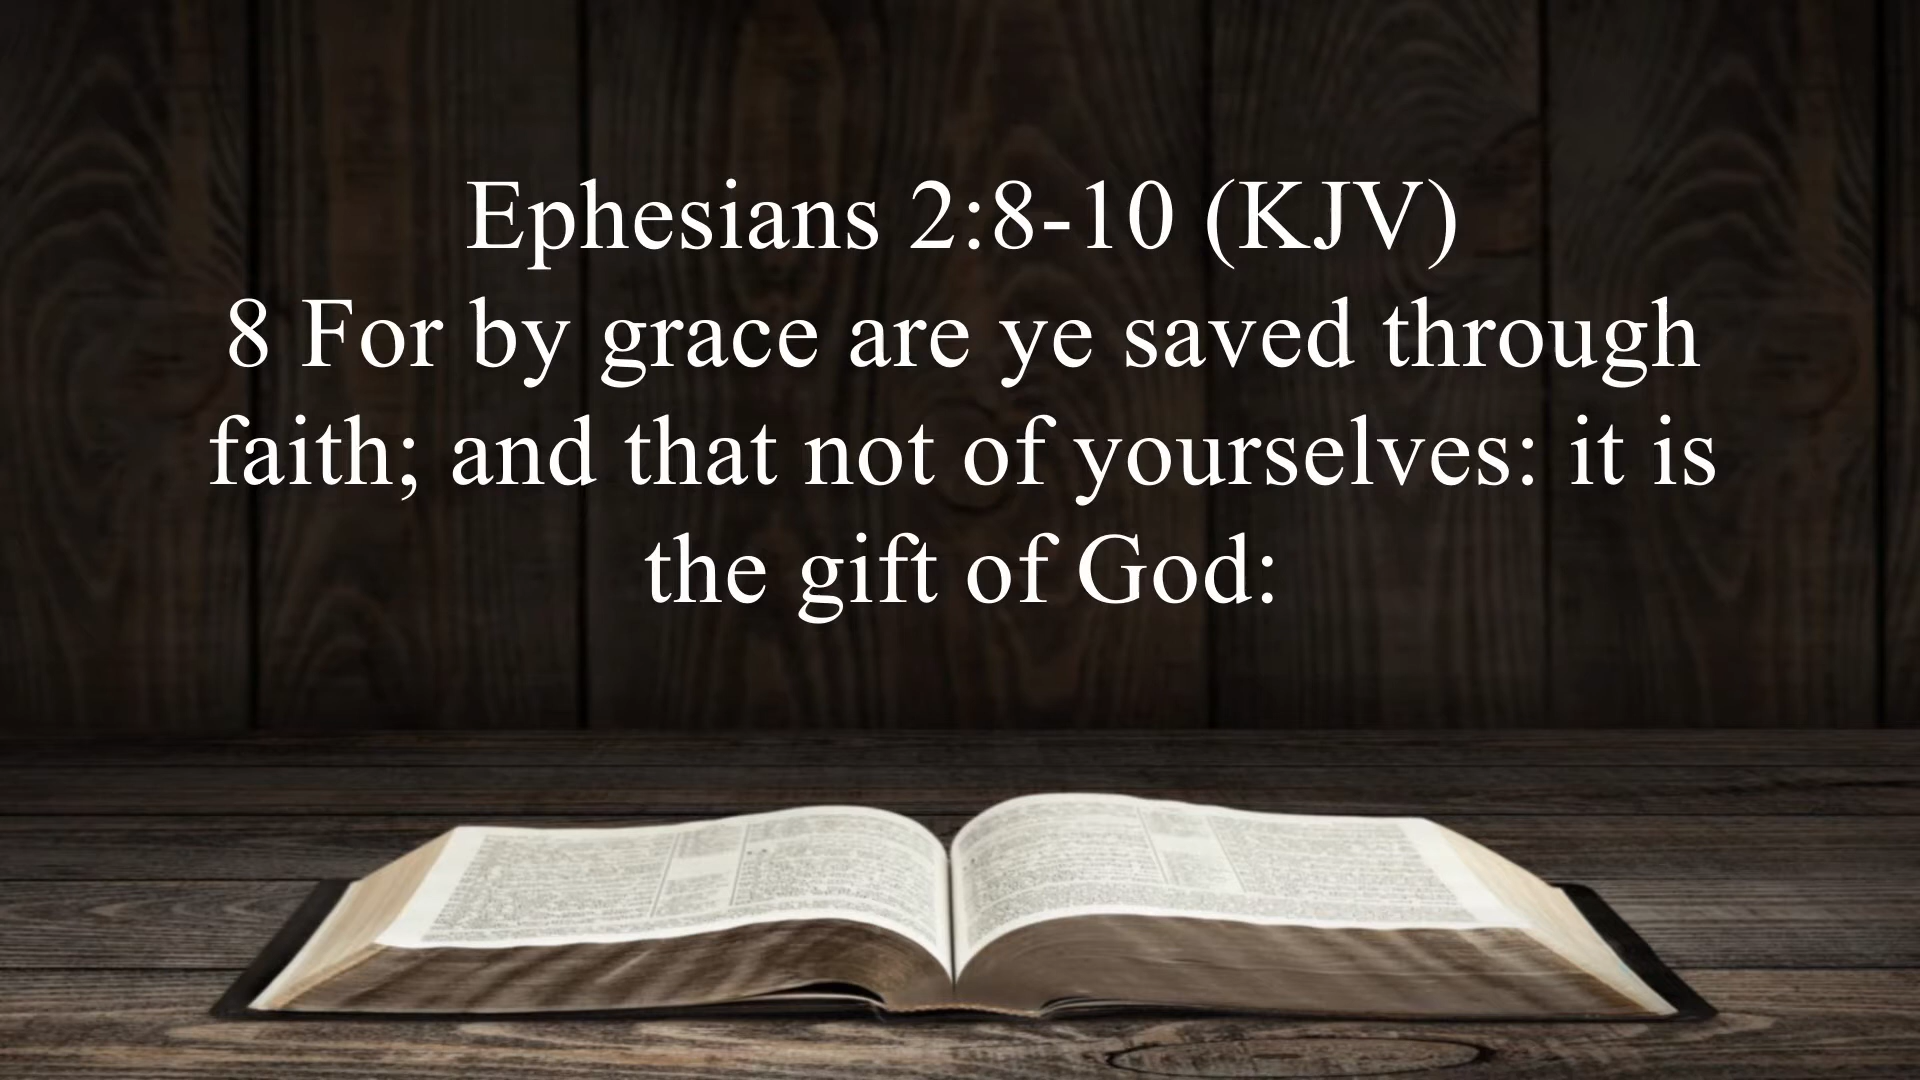 Ephesians 2:8-10 (KJV)
8 For by grace are ye saved through
faith; and that not of yourselves: it is
the gift of God: